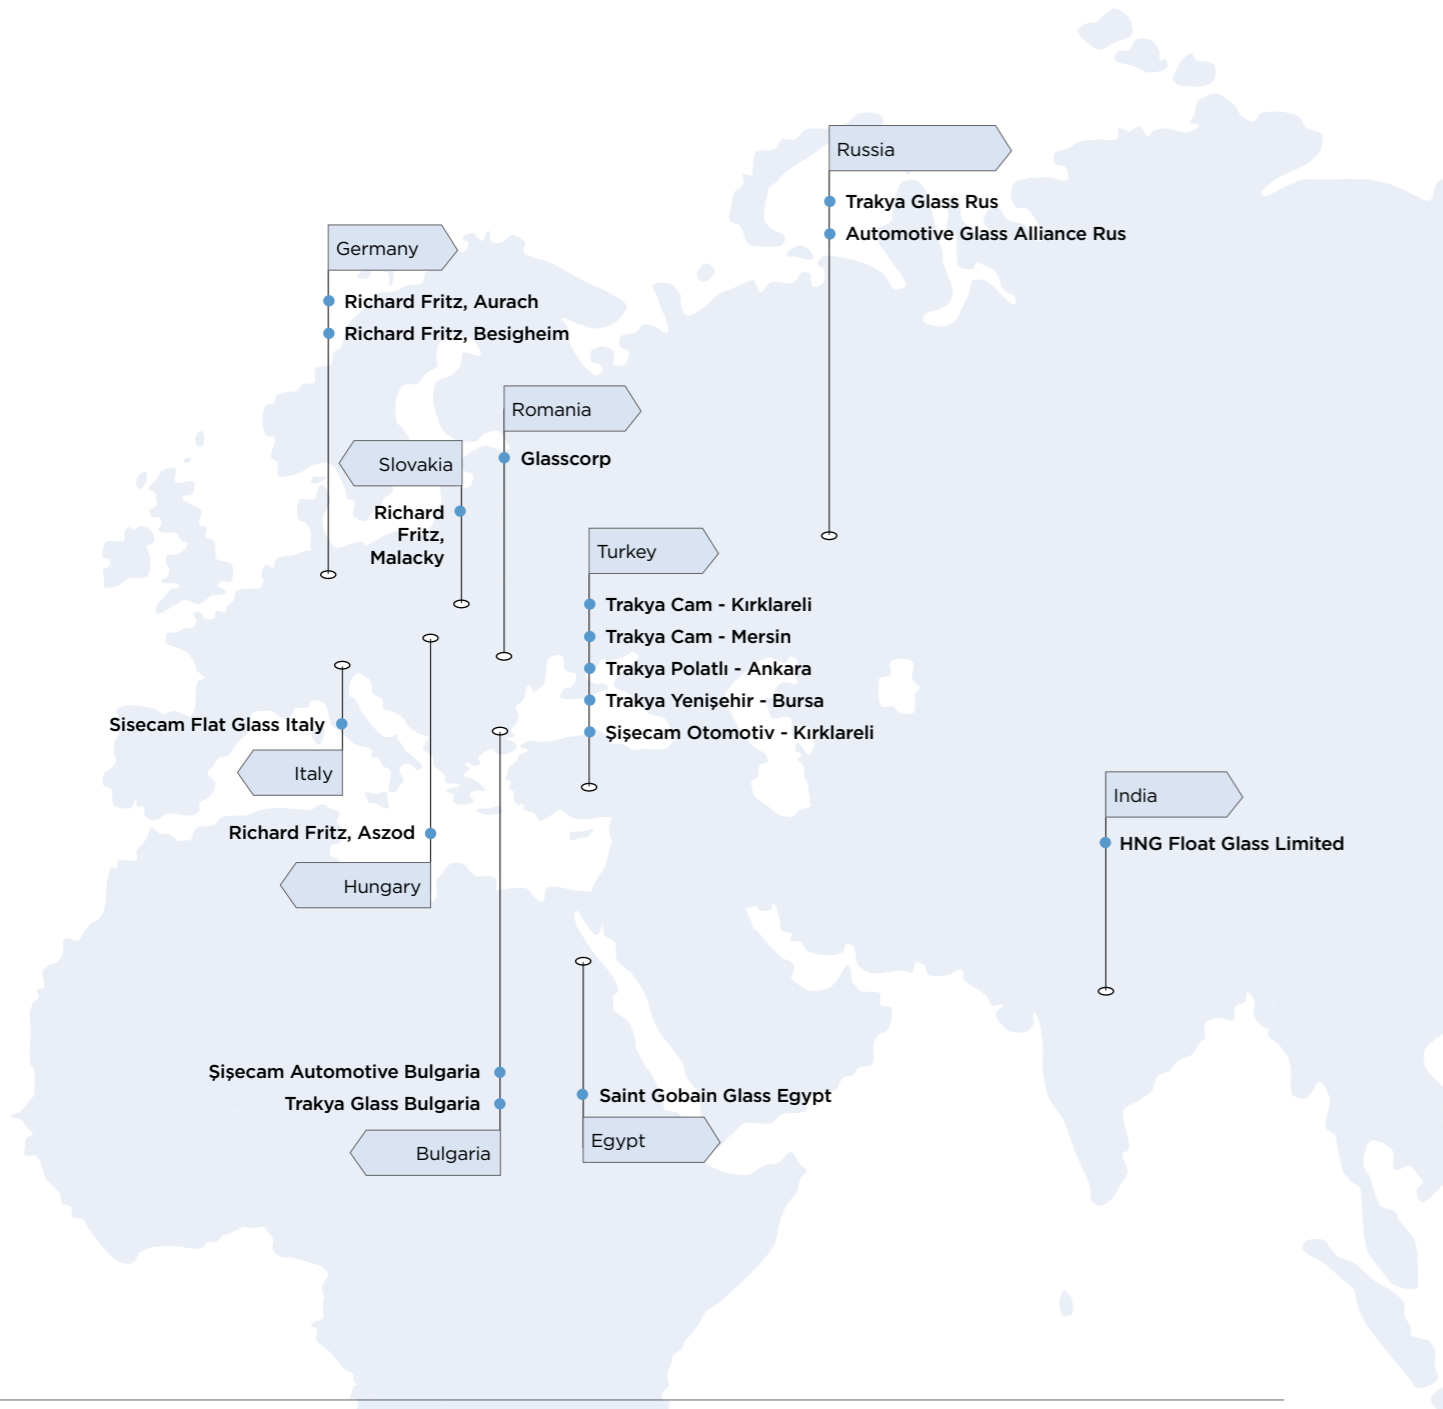 Russia
Trakya Glass Rus
Automotive Glass Alliance Rus
Germany
Richard Fritz, Aurach
Richard Fritz, Besigheim
Romania
Glasscorp
Slovakia
Richard
Fritz,
Malacky
Turkey
Trakya Cam - Kırklareli
Trakya Cam - Mersin
Trakya Polatlı - Ankara
Trakya Yenişehir - Bursa
Şişecam Otomotiv - Kırklareli
Sisecam Flat Glass Italy
Italy
Richard Fritz, Aszod
Hungary
India
HNG Float Glass Limited
Şişecam Automotive Bulgaria
Trakya Glass Bulgaria
Bulgaria
Saint Gobain Glass Egypt
Egypt